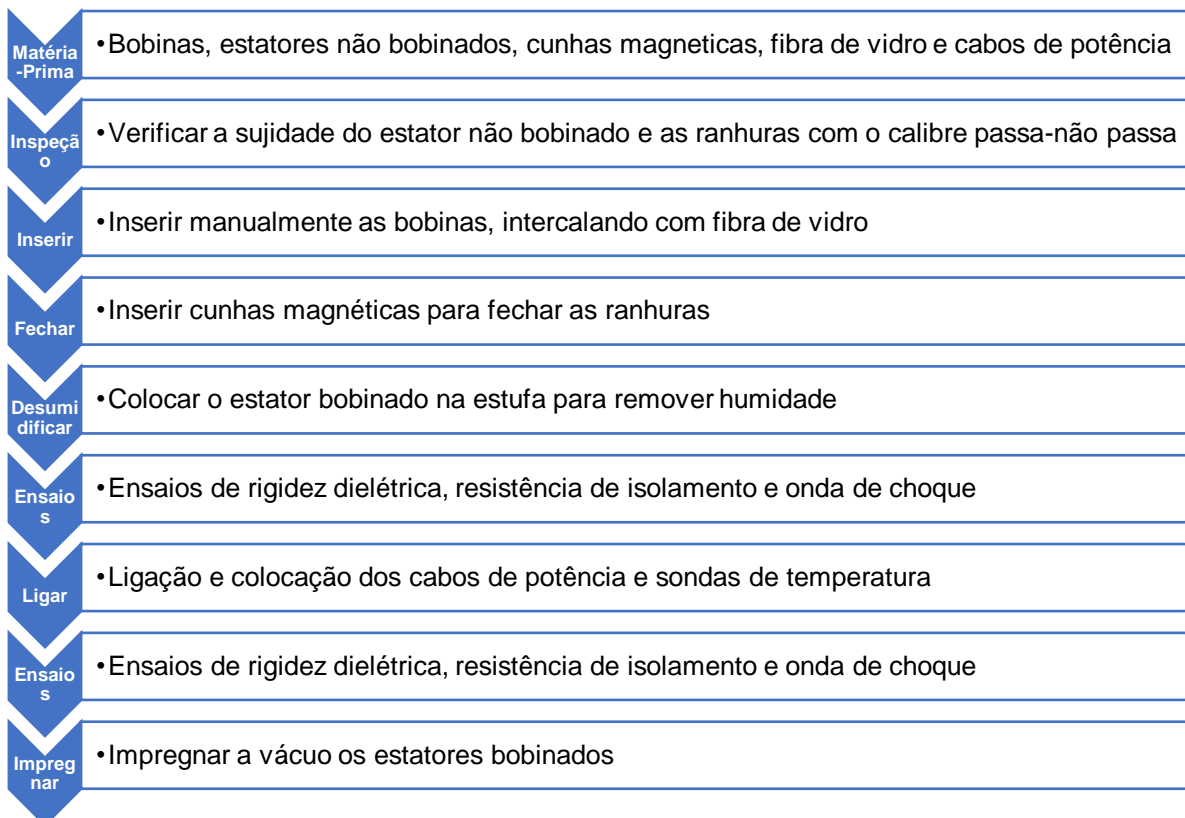 Matéria
-Prima
•Bobinas, estatores não bobinados, cunhas magneticas, fibra de vidro e cabos de potência
Inspeçã
o
•Verificar a sujidade do estator não bobinado e as ranhuras com o calibre passa-não passa
Inserir
•Inserir manualmente as bobinas, intercalando com fibra de vidro
Fechar
•Inserir cunhas magnéticas para fechar as ranhuras
Desumi
dificar
•Colocar o estator bobinado na estufa para remover humidade
Ensaio
s
•Ensaios de rigidez dielétrica, resistência de isolamento e onda de choque
Ligar
•Ligação e colocação dos cabos de potência e sondas de temperatura
Ensaio
s
•Ensaios de rigidez dielétrica, resistência de isolamento e onda de choque
Impreg
nar
•Impregnar a vácuo os estatores bobinados